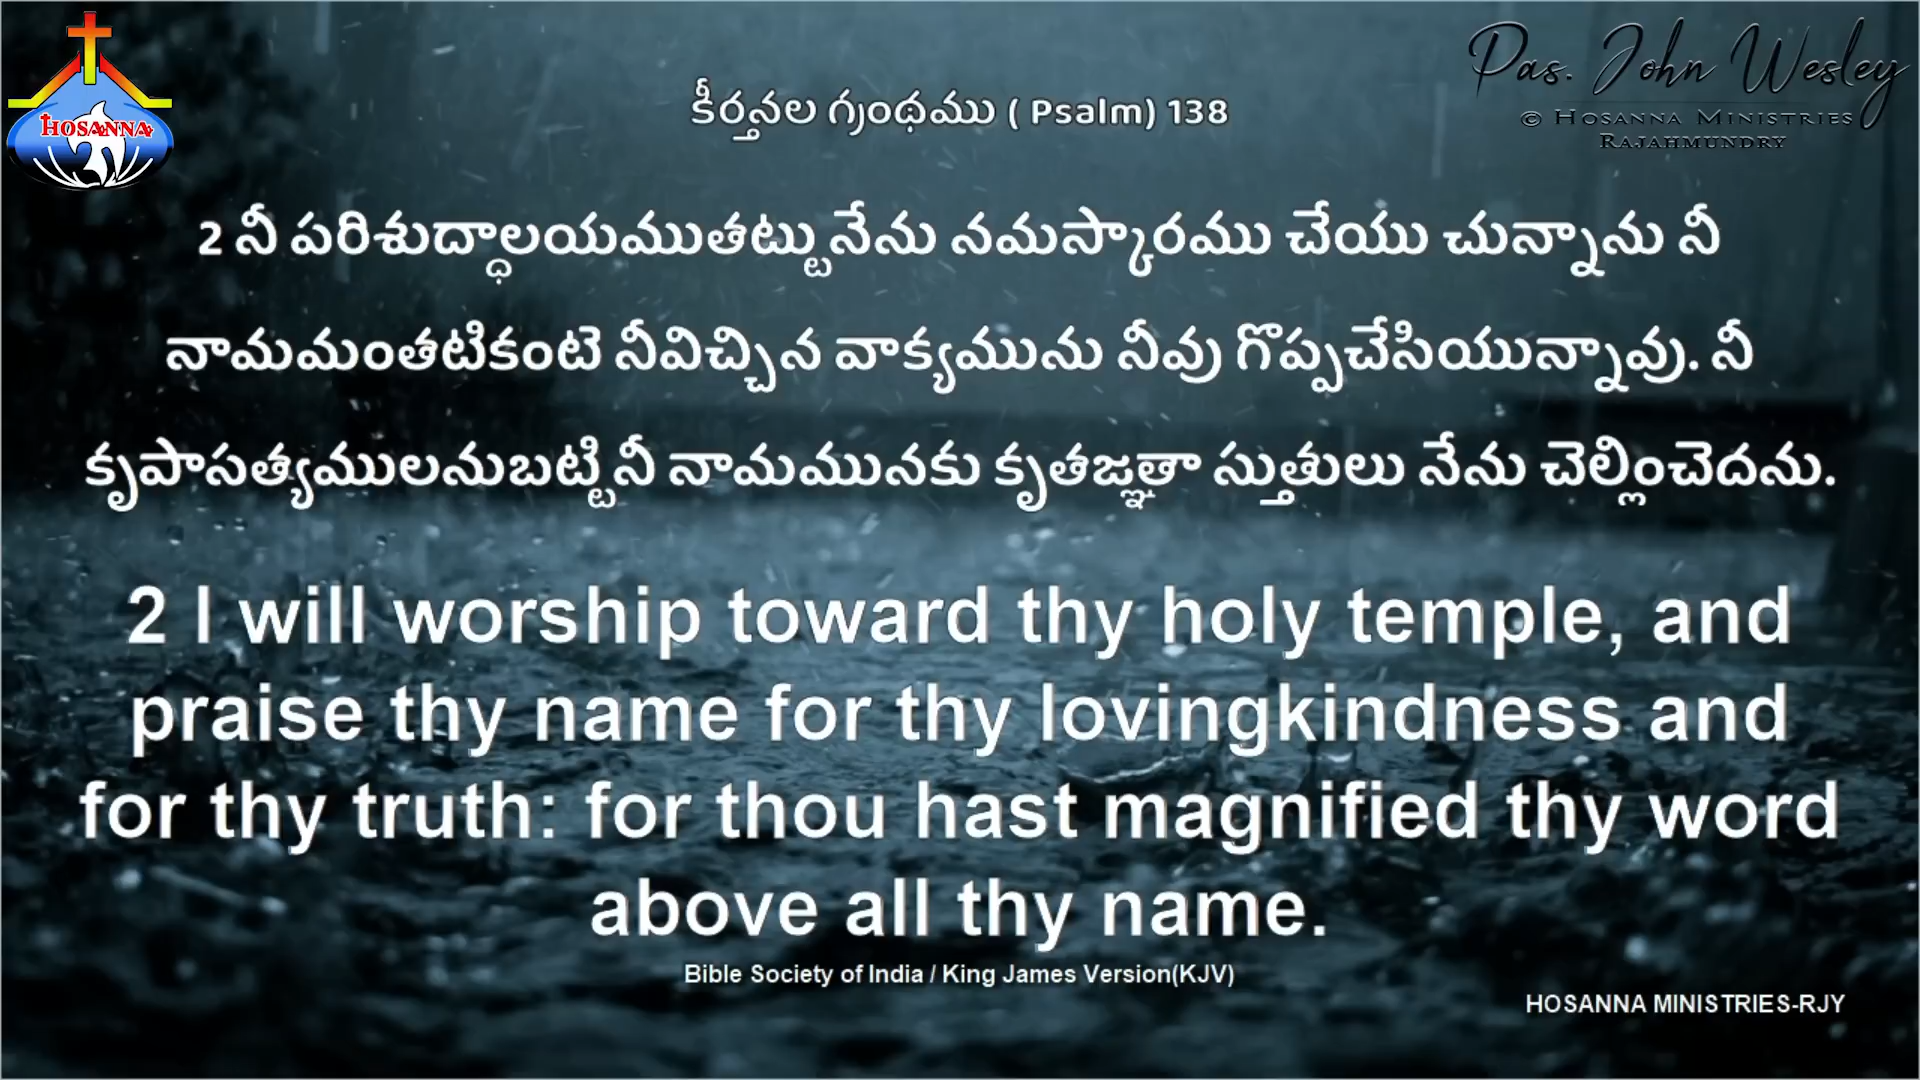 HOSANNA
Pas. John Wesley
© HOSANNA MINISTRIES
RAJAHMUNDRY
కీర్తనల గ్రంథము ( Psalm) 138
2 నీ పరిశుద్ధాలయముతట్టునేను నమస్కారము చేయు చున్నాను నీ
నామమంతటికంటె నీవిచ్చిన వాక్యమును నీవు గొప్పచేసియున్నావు. నీ
కృపాసత్యములనుబట్టినీ నామమునకు కృతజ్ఞతా స్తుతులు నేను చెల్లించెదను.
2 I will worship toward thy holy temple, and
praise thy name for thy lovingkindness and
for thy truth: for thou hast magnified thy word
above all thy name.
Bible Society of India / King James Version(KJV)
HOSANNA MINISTRIES-RJY